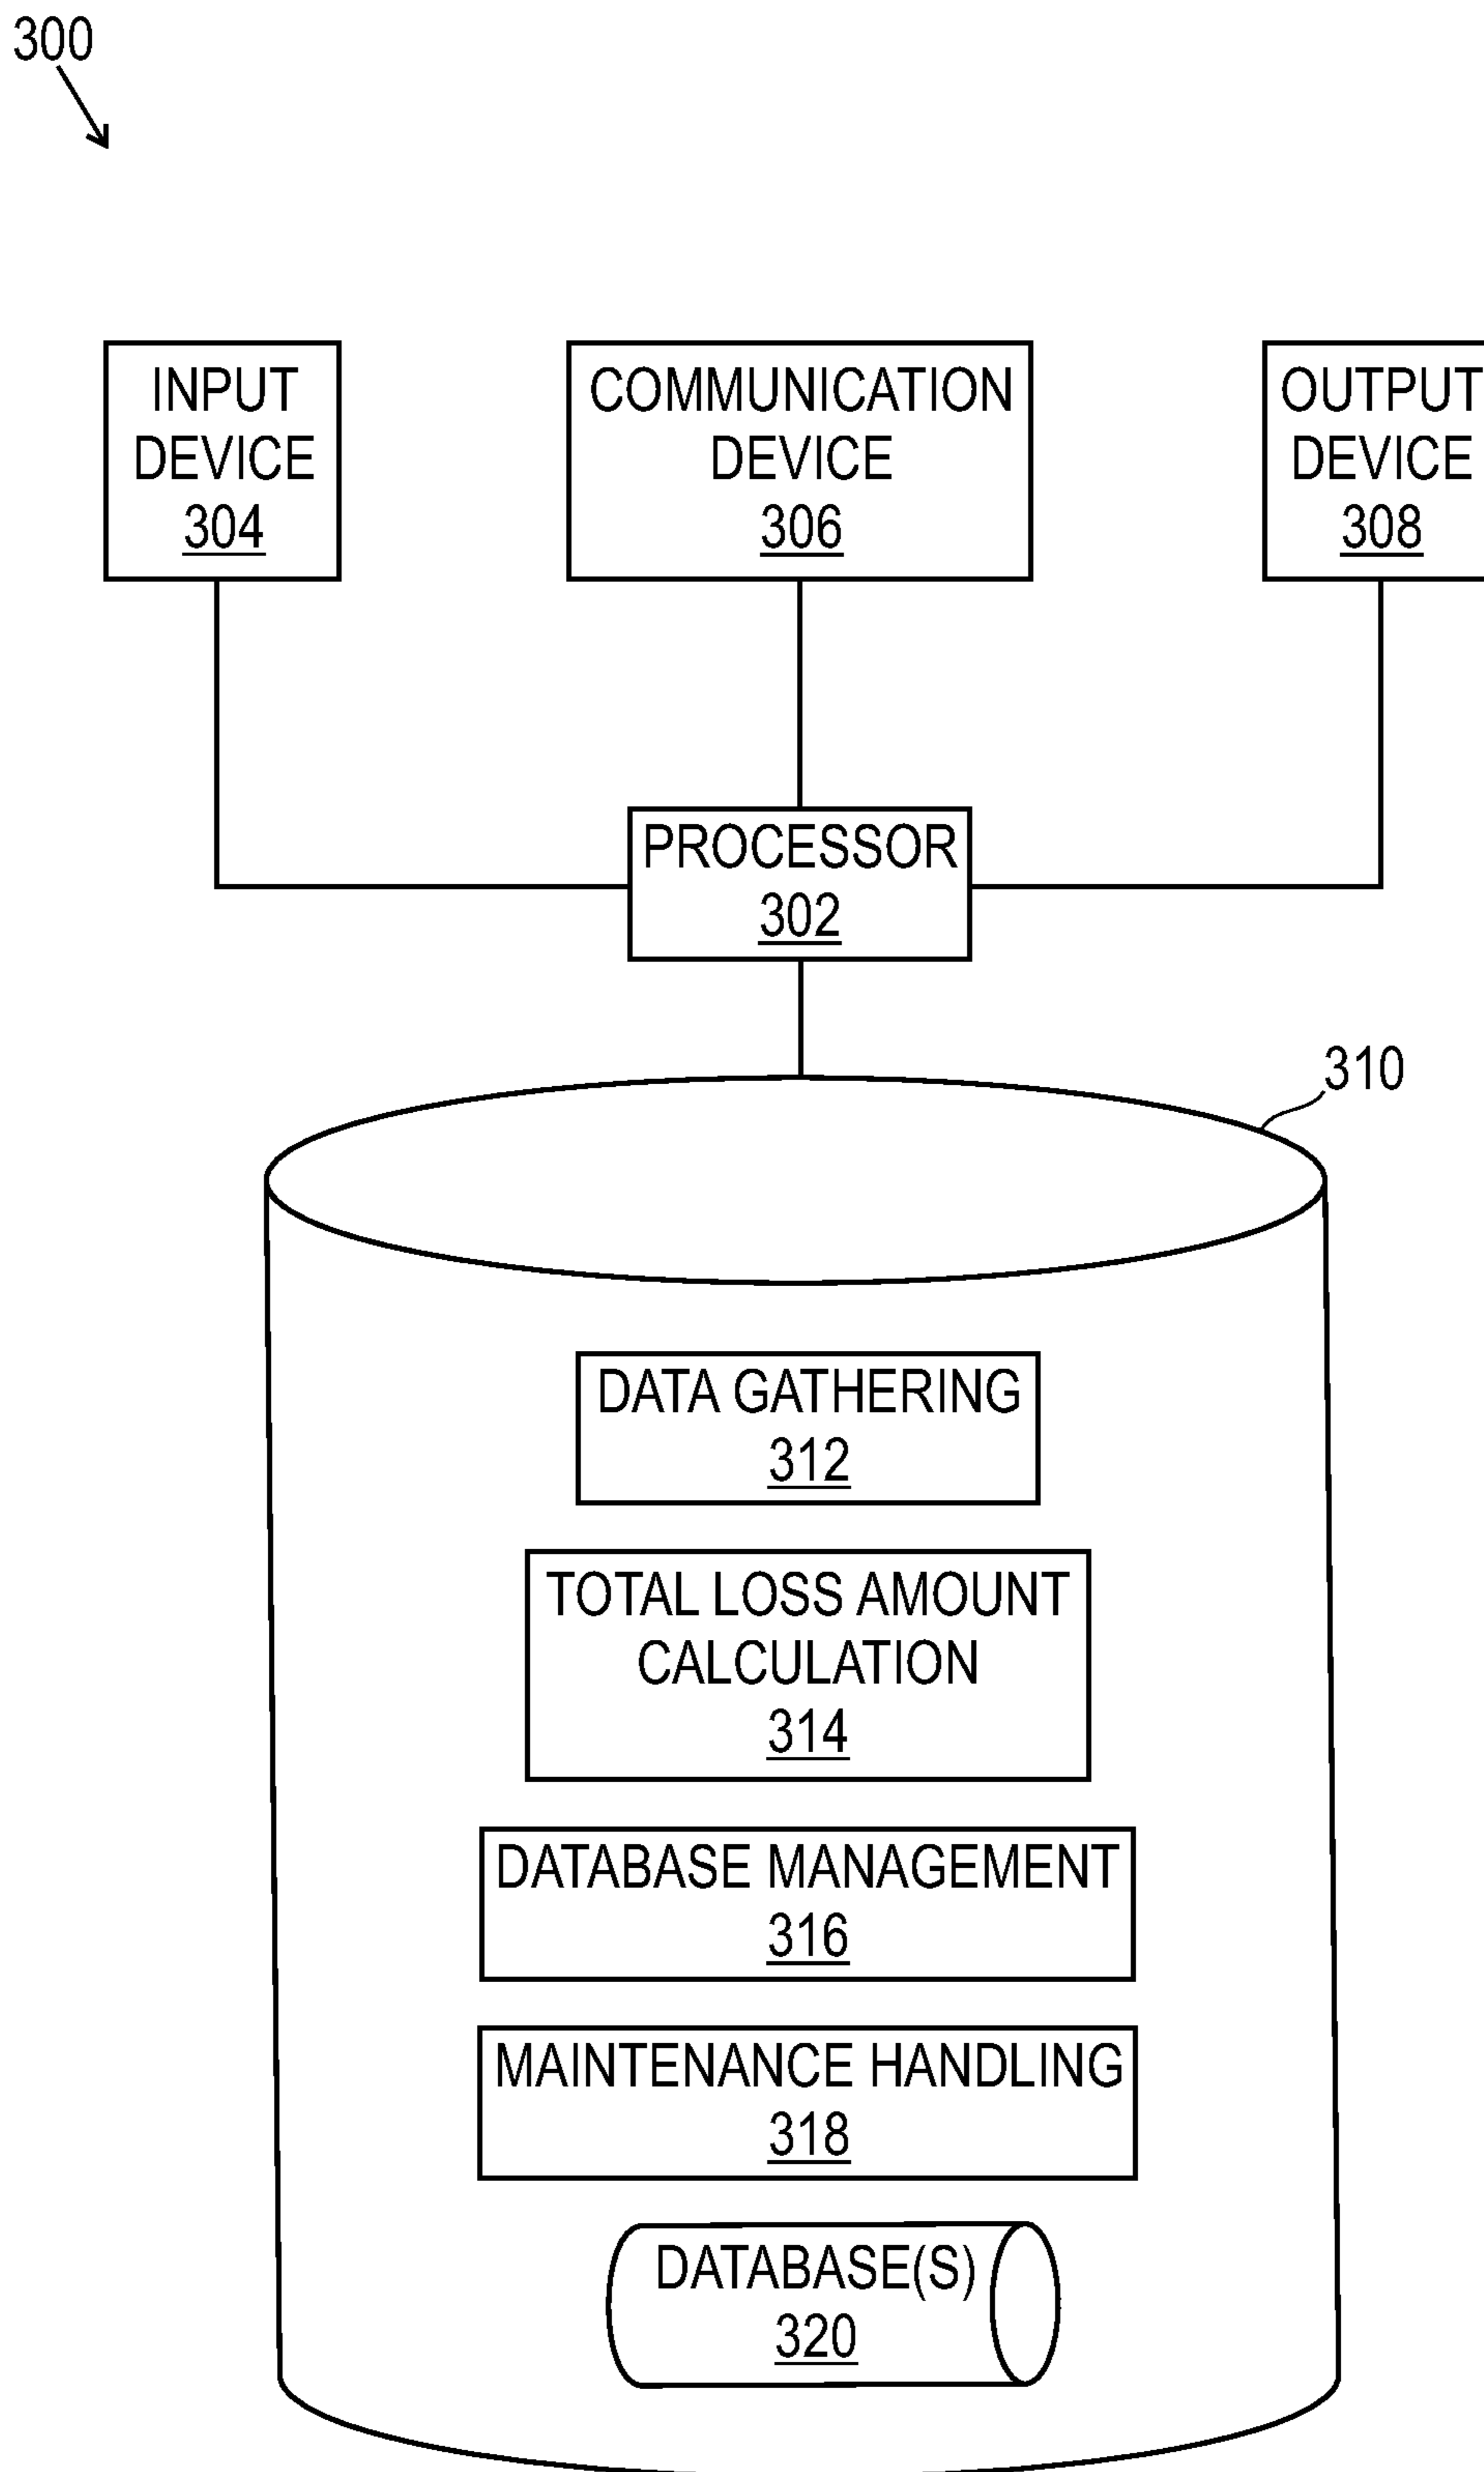 300
INPUT
DEVICE
304
COMMUNICATION
DEVICE
306
OUTPUT
DEVICE
308
PROCESSOR
302
310
DATA GATHERING
312
TOTAL LOSS AMOUNT
CALCULATION
314
DATABASE MANAGEMENT
316
MAINTENANCE HANDLING
318
DATABASE(S)
320